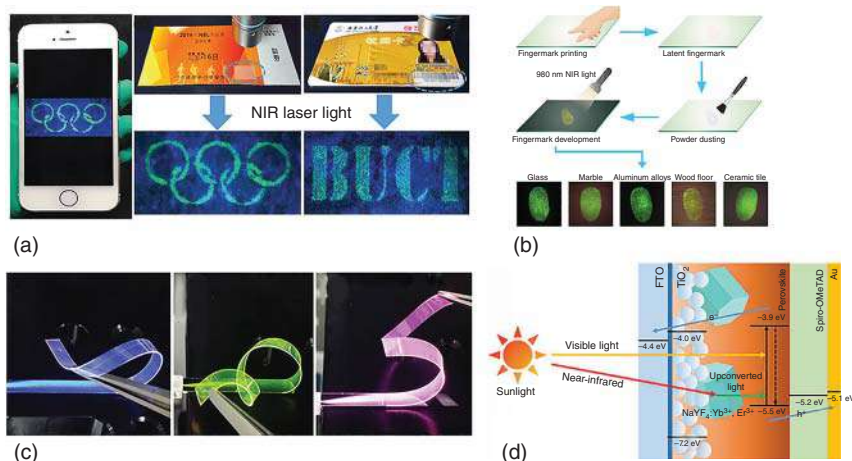 NIR laser light
BUCT
(a)
Fingermark printing
Latent fingermark
980 nm NIR light
Fingermark development
Powder dusting
Glass
Marble
Aluminum alloys
Wood floor
Ceramic tile
(b)
(c)
FTO
TiO2
Perovskite
Spiro-OMeTAD
Au
e-
−3.9 eV
−4.0 eV
−4.4 eV
Visible light
Sunlight
Near-infrared
Upconverted
light
NaYF4:Yb3+, Er3+
−5.5 eV
−5.2 eV
−5.1 eV
h+
−7.2 eV
(d)